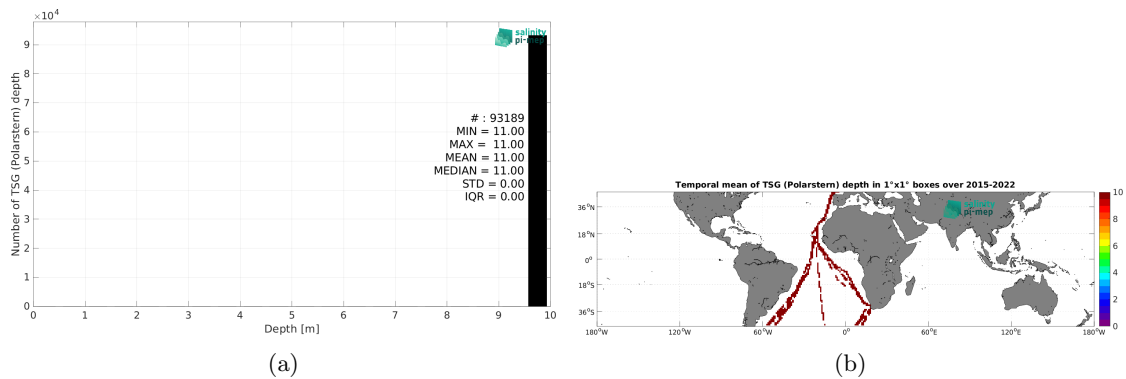 ×10⁴
9
8
7
6
5
4
3
2
1
0
Number of TSG (Polarstern) depth
salinity
pi-mep
# : 93189
MIN = 11.00
MAX = 11.00
MEAN = 11.00
MEDIAN = 11.00
STD = 0.00
IQR = 0.00
0 1 2 3 4 5 6 7 8 9 10
Depth [m]
(a)
Temporal mean of TSG (Polarstern) depth in 1°x1° boxes over 2015-2022
salinity
pi-mep
36°N
18°N
0°
18°S
36°S
180°W 120°W 60°W 0° 60°E 120°E 180°E
10
8
6
4
2
0
(b)